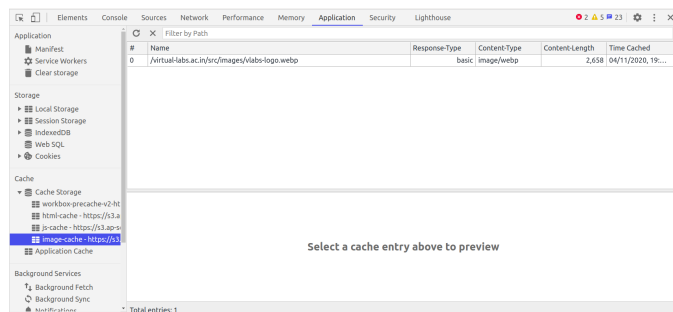 Elements Console Sources Network Performance Memory Application Security Lighthouse 2 5 23
Application
Manifest
Service Workers
Clear storage
Storage
Local Storage
Session Storage
IndexedDB
Web SQL
Cookies
Cache
Cache Storage
workbox-precache-v2-ht
html-cache - https://s3.a
js-cache - https://s3.ap-s
image-cache - https://s3.
Application Cache
Background Services
Background Fetch
Background Sync
Notifications
Filter by Path
# Name Response-Type Content-Type Content-Length Time Cached
0 /virtual-labs.ac.in/src/images/vlabs-logo.webp basic image/webp 2,658 04/11/2020, 19:...
Select a cache entry above to preview
Total entries: 1